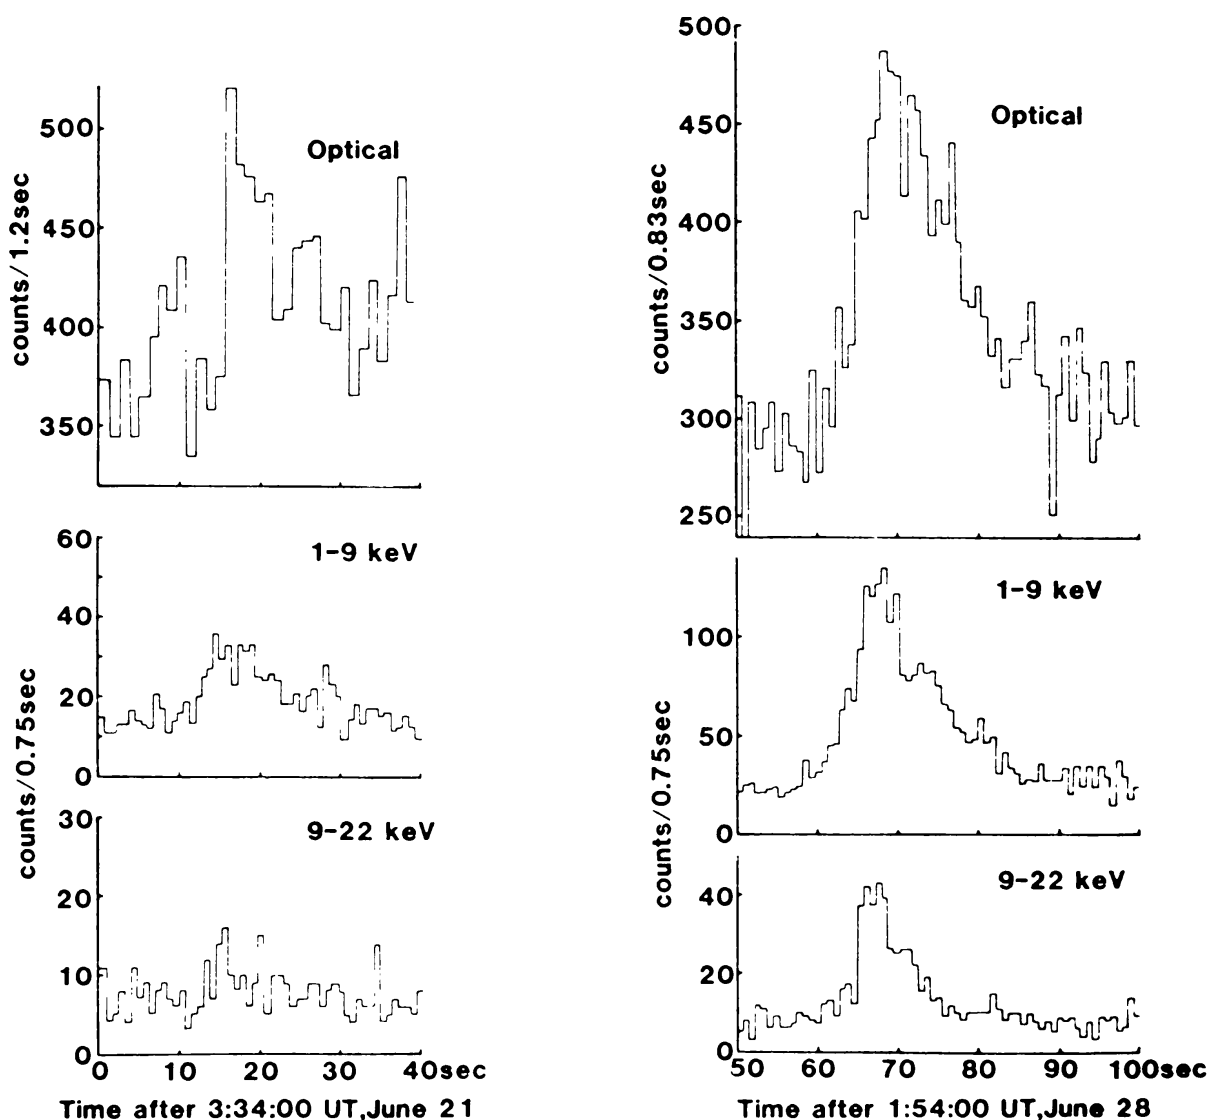 Optical
counts/1.2sec
500
450
400
350
1-9 keV
60
40
20
0
counts/0.75sec
9-22 keV
30
20
10
0
0 10 20 30 40sec
Time after 3:34:00 UT,June 21
Optical
counts/0.83sec
500
450
400
350
300
250
1-9 keV
100
50
0
counts/0.75sec
9-22 keV
40
20
0
50 60 70 80 90 100sec
Time after 1:54:00 UT,June 28